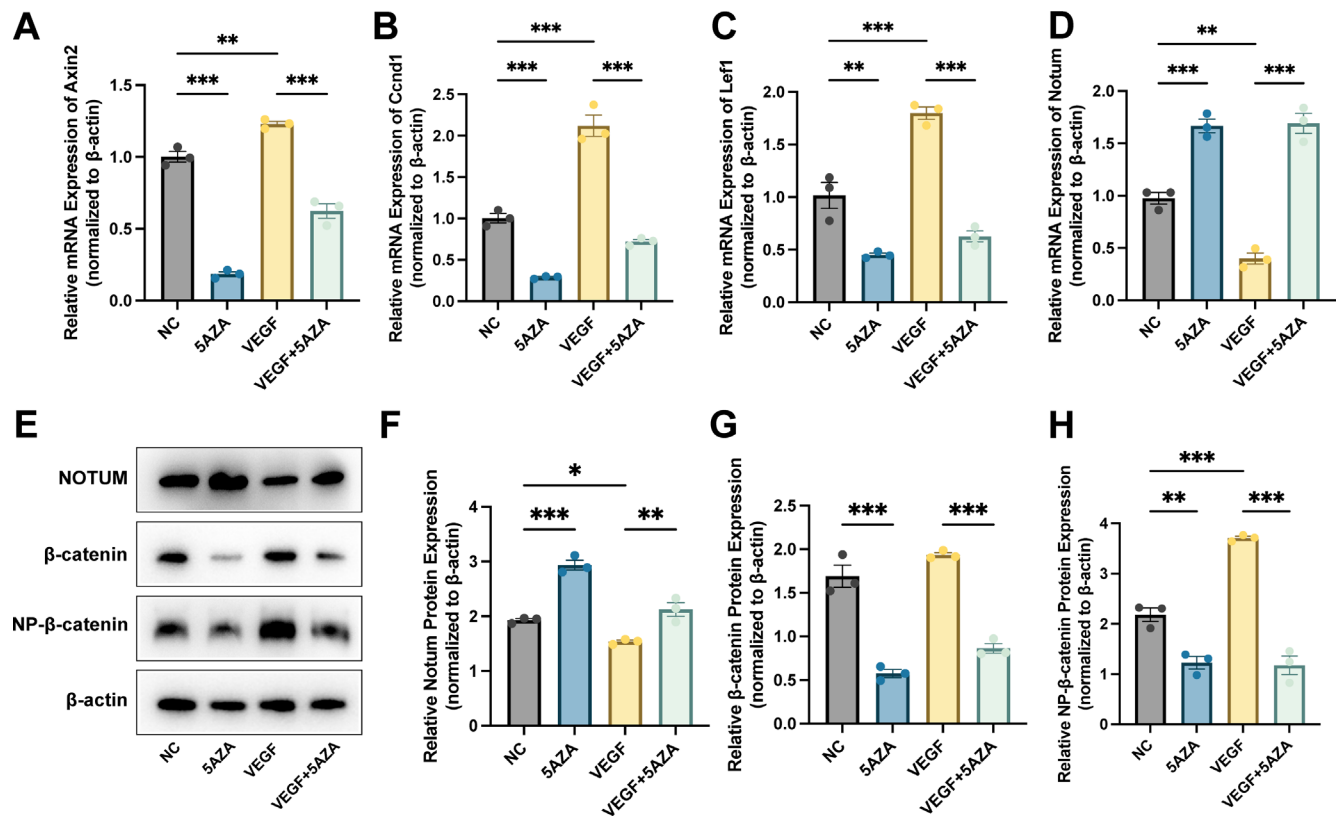 A
Relative mRNA Expression of Axin2
(normalized to β-actin)
**
***
***
1.5
1.0
0.5
0.0
NC
5AZA
VEGF
VEGF+5AZA
B
Relative mRNA Expression of Ccnd1
(normalized to β-actin)
***
***
***
2.5
2.0
1.5
1.0
0.5
0.0
NC
5AZA
VEGF
VEGF+5AZA
C
Relative mRNA Expression of Lef1
(normalized to β-actin)
***
**
***
2.0
1.5
1.0
0.5
0.0
NC
5AZA
VEGF
VEGF+5AZA
D
Relative mRNA Expression of Notum
(normalized to β-actin)
**
***
***
2.0
1.5
1.0
0.5
0.0
NC
5AZA
VEGF
VEGF+5AZA
E
NOTUM
β-catenin
NP-β-catenin
β-actin
NC
5AZA
VEGF
VEGF+5AZA
F
Relative Notum Protein Expression
(normalized to β-actin)
*
***
**
4
3
2
1
0
NC
5AZA
VEGF
VEGF+5AZA
G
Relative β-catenin Protein Expression
(normalized to β-actin)
***
***
2.5
2.0
1.5
1.0
0.5
0.0
NC
5AZA
VEGF
VEGF+5AZA
H
Relative NP-β-catenin Protein Expression
(normalized to β-actin)
***
**
***
4
3
2
1
0
NC
5AZA
VEGF
VEGF+5AZA